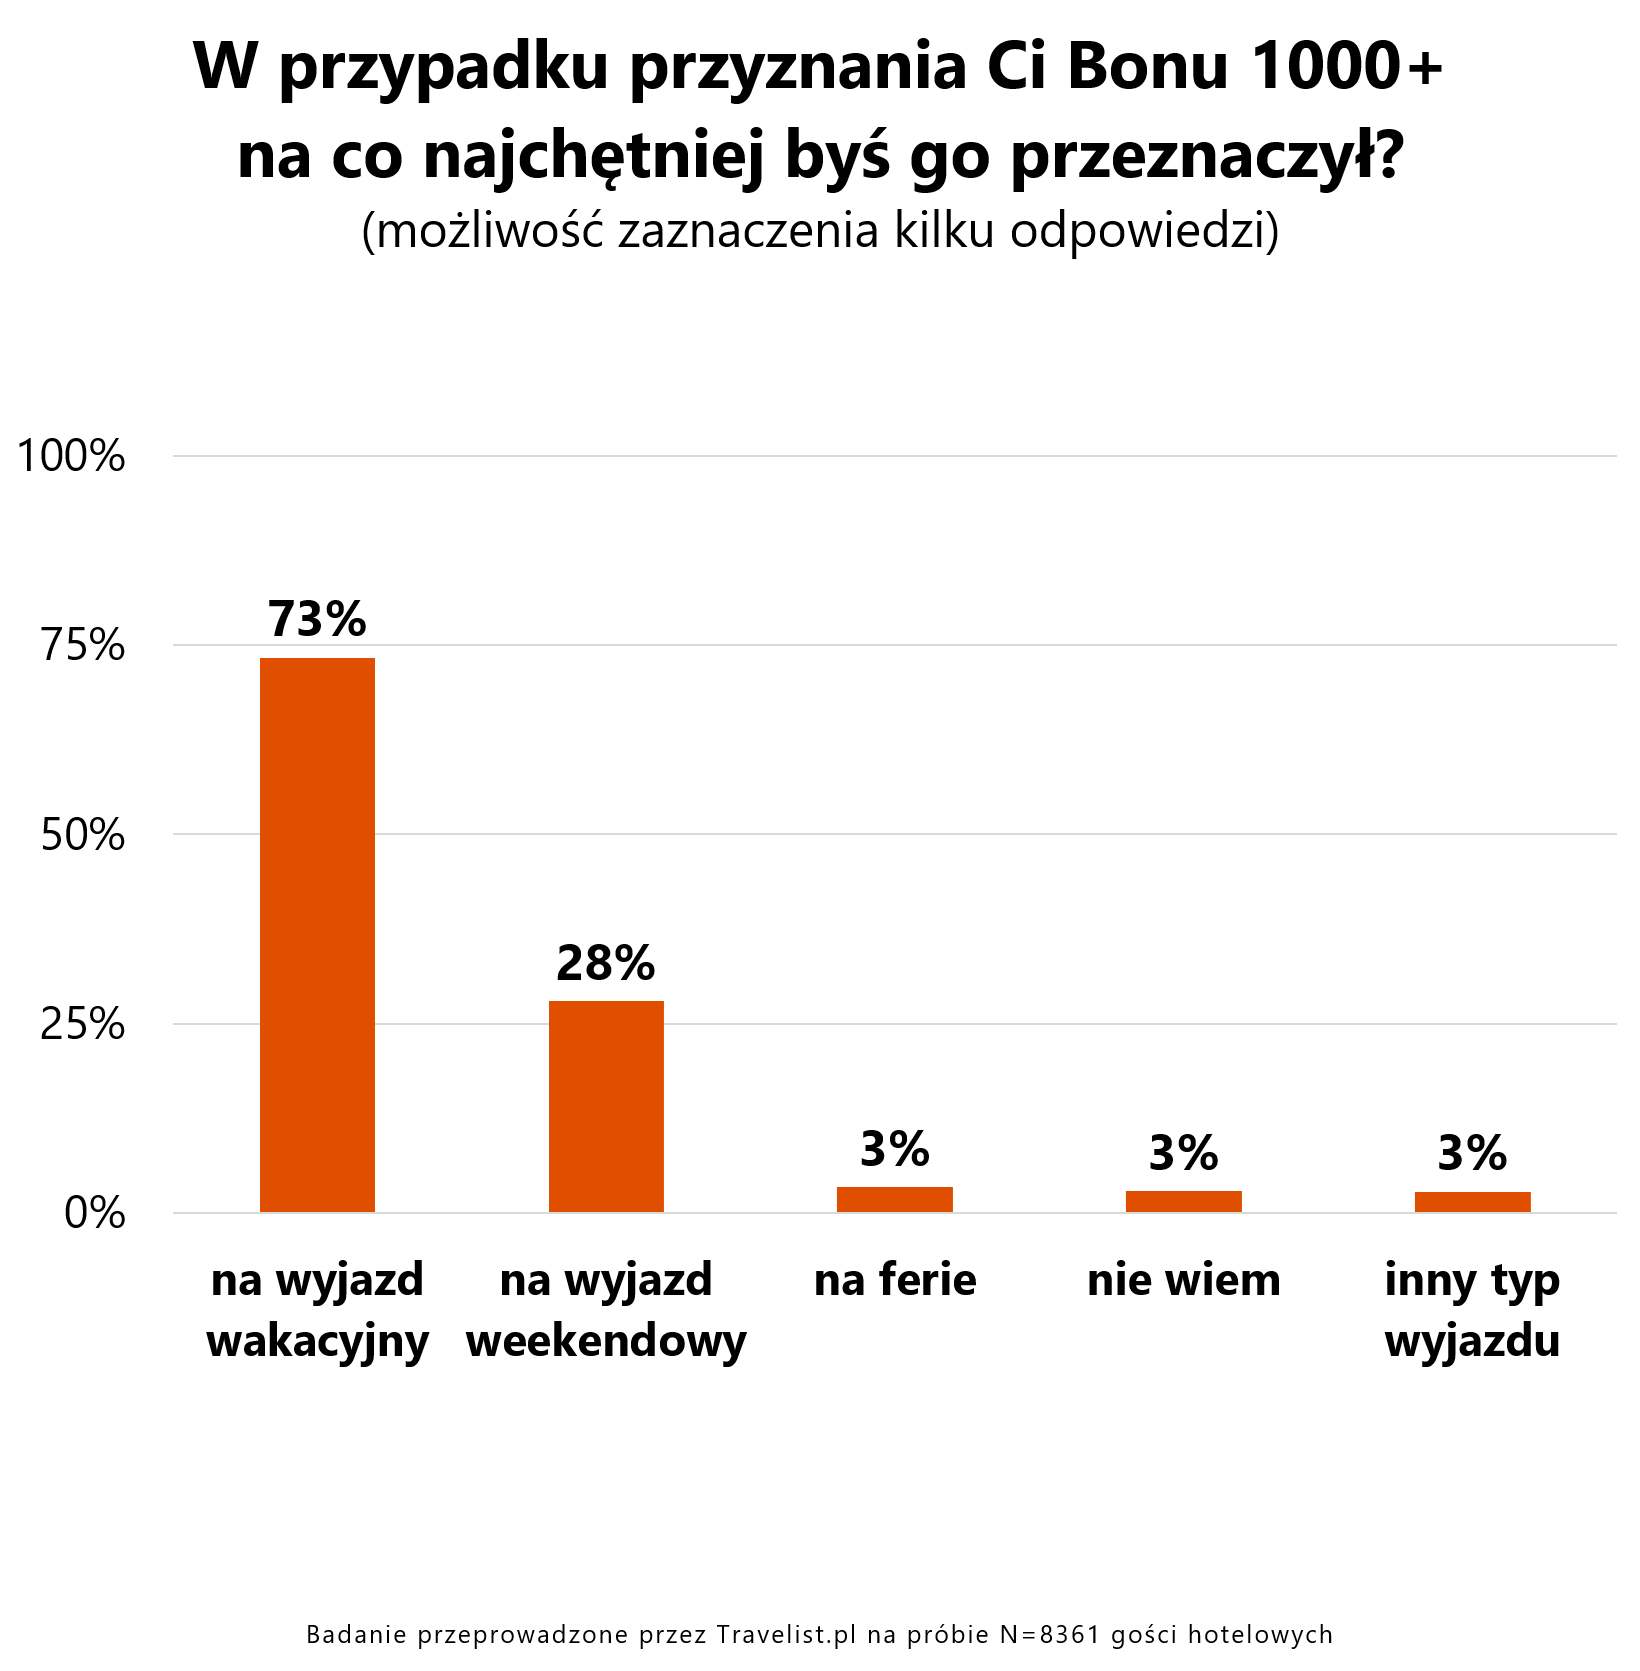 W przypadku przyznania Ci Bonu 1000+
na co najchętniej byś go przeznaczył?
(możliwość zaznaczenia kilku odpowiedzi)
100%
75%
50%
25%
0%
73%
28%
3%
3%
3%
na wyjazd
wakacyjny
na wyjazd
weekendowy
na ferie
nie wiem
inny typ
wyjazdu
Badanie przeprowadzone przez Travelist.pl na próbie N=8361 gości hotelowych